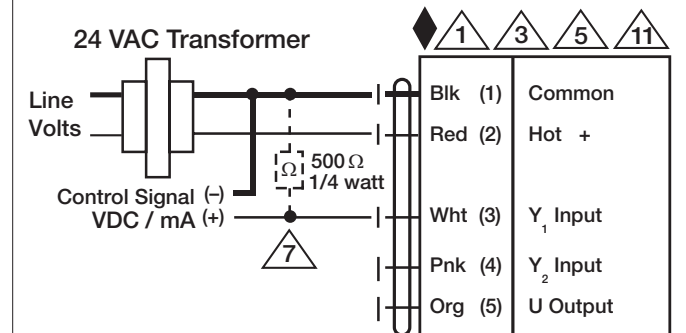 24 VAC Transformer
1 3 5 11
Line
Volts
Blk (1) Common
Red (2) Hot +
Ω 500 Ω
1/4 watt
Control Signal (–)
VDC / mA (+)
Wht (3) Y1 Input
7
Pnk (4) Y2 Input
Org (5) U Output